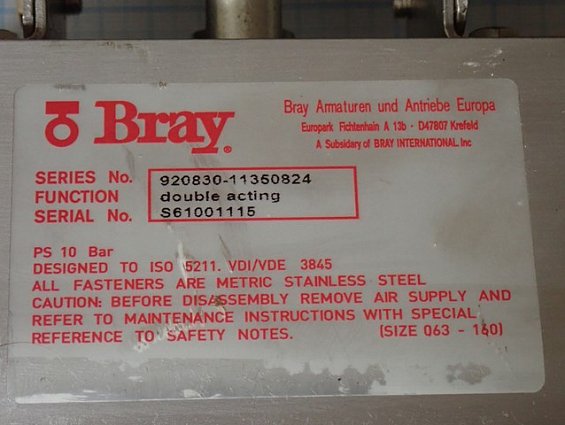 Bray®
Bray Armaturen und Antriebe Europa
Europark Fichtenhain A 13b · D47807 Krefeld
A Subsidary of BRAY INTERNATIONAL, Inc
SERIES No. 920830-11350824
FUNCTION double acting
SERIAL No. S61001115
PS 10 Bar
DESIGNED TO ISO 5211. VDI/VDE 3845
ALL FASTENERS ARE METRIC STAINLESS STEEL
CAUTION: BEFORE DISASSEMBLY REMOVE AIR SUPPLY AND
REFER TO MAINTENANCE INSTRUCTIONS WITH SPECIAL
REFERENCE TO SAFETY NOTES. (SIZE 063 - 160)